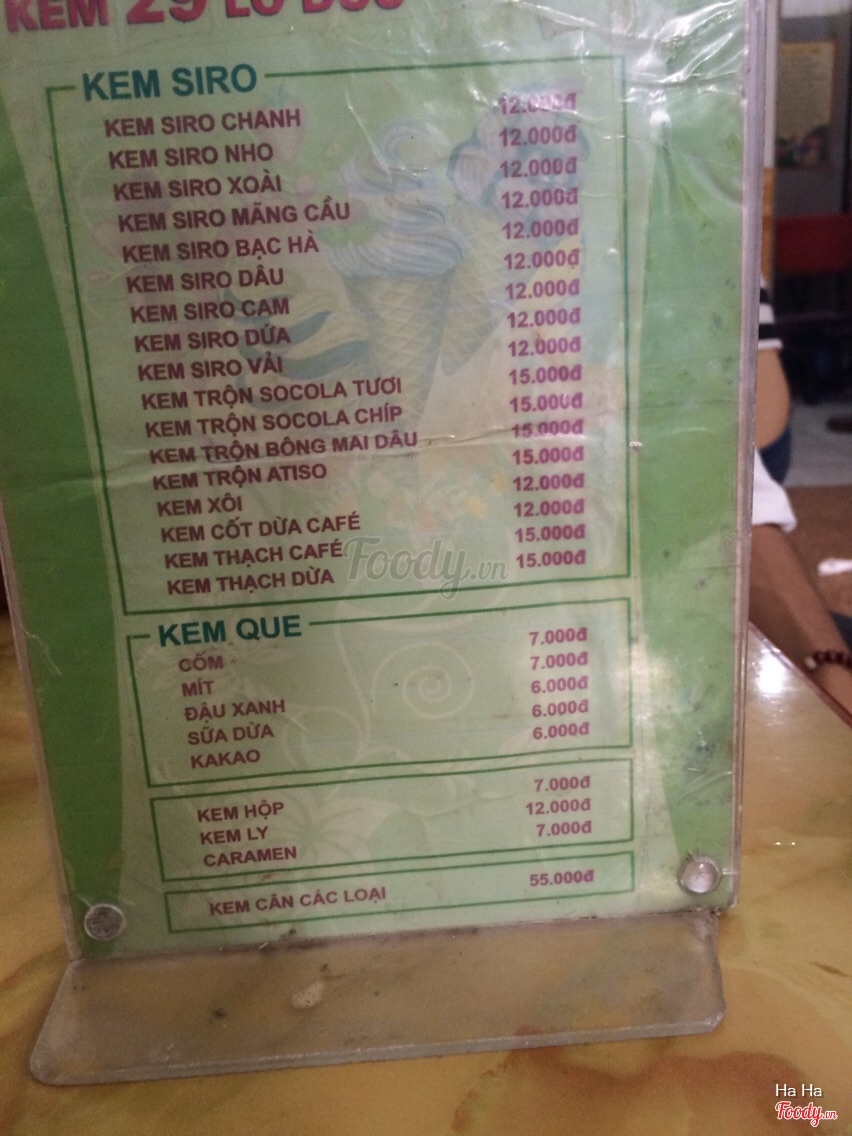 KEM 29
KEM SIRO
KEM SIRO CHANH 12.000đ
KEM SIRO NHO 12.000đ
KEM SIRO XOÀI 12.000đ
KEM SIRO MÃNG CẦU 12.000đ
KEM SIRO BẠC HÀ 12.000đ
KEM SIRO DÂU 12.000đ
KEM SIRO CAM 12.000đ
KEM SIRO DỨA 12.000đ
KEM SIRO VẢI 12.000đ
KEM TRỘN SOCOLA TƯƠI 15.000đ
KEM TRỘN SOCOLA CHÍP 15.000đ
KEM TRỘN BÔNG MAI DÂU 15.000đ
KEM TRỘN ATISO 15.000đ
KEM XÔI 12.000đ
KEM CỐT DỪA CAFÉ 12.000đ
KEM THẠCH CAFÉ 15.000đ
KEM THẠCH DỪA 15.000đ
Foody.vn
KEM QUE
CỐM 7.000đ
MÍT 7.000đ
ĐẬU XANH 6.000đ
SỮA DỪA 6.000đ
KAKAO 6.000đ
KEM HỘP 7.000đ
KEM LY 12.000đ
CARAMEN 7.000đ
KEM CÂN CÁC LOẠI 55.000đ
Ha Ha
Foody.vn